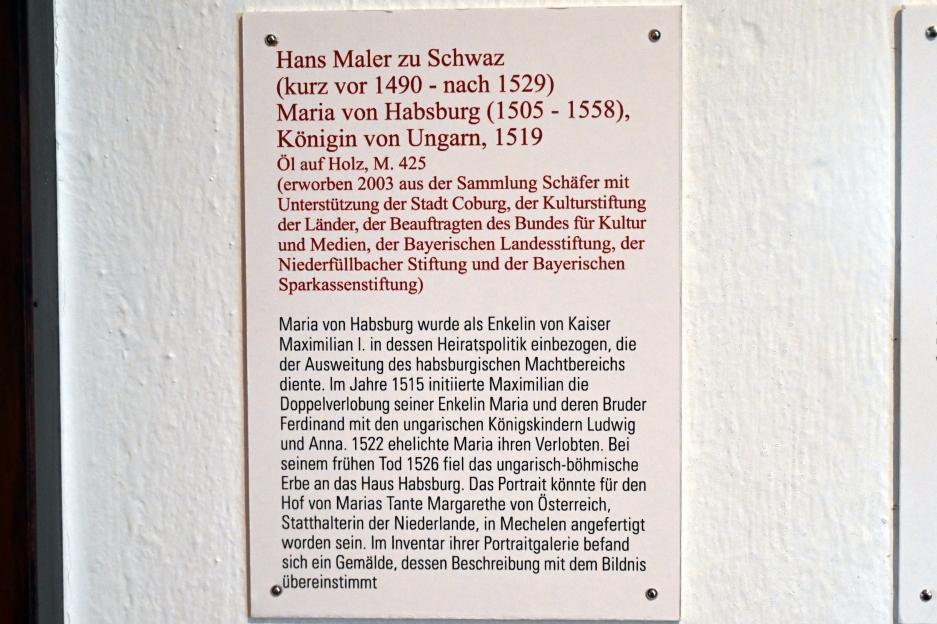 Hans Maler zu Schwaz
(kurz vor 1490 - nach 1529)
Maria von Habsburg (1505 - 1558),
Königin von Ungarn, 1519
Öl auf Holz, M. 425
(erworben 2003 aus der Sammlung Schäfer mit
Unterstützung der Stadt Coburg, der Kulturstiftung
der Länder, der Beauftragten des Bundes für Kultur
und Medien, der Bayerischen Landesstiftung, der
Niederfüllbacher Stiftung und der Bayerischen
Sparkassenstiftung)
Maria von Habsburg wurde als Enkelin von Kaiser
Maximilian I. in dessen Heiratspolitik einbezogen, die
der Ausweitung des habsburgischen Machtbereichs
diente. Im Jahre 1515 initiierte Maximilian die
Doppelverlobung seiner Enkelin Maria und deren Bruder
Ferdinand mit den ungarischen Königskindern Ludwig
und Anna. 1522 ehelichte Maria ihren Verlobten. Bei
seinem frühen Tod 1526 fiel das ungarisch-böhmische
Erbe an das Haus Habsburg. Das Portrait könnte für den
Hof von Marias Tante Margarethe von Österreich,
Statthalterin der Niederlande, in Mechelen angefertigt
worden sein. Im Inventar ihrer Portraitgalerie befand
sich ein Gemälde, dessen Beschreibung mit dem Bildnis
übereinstimmt